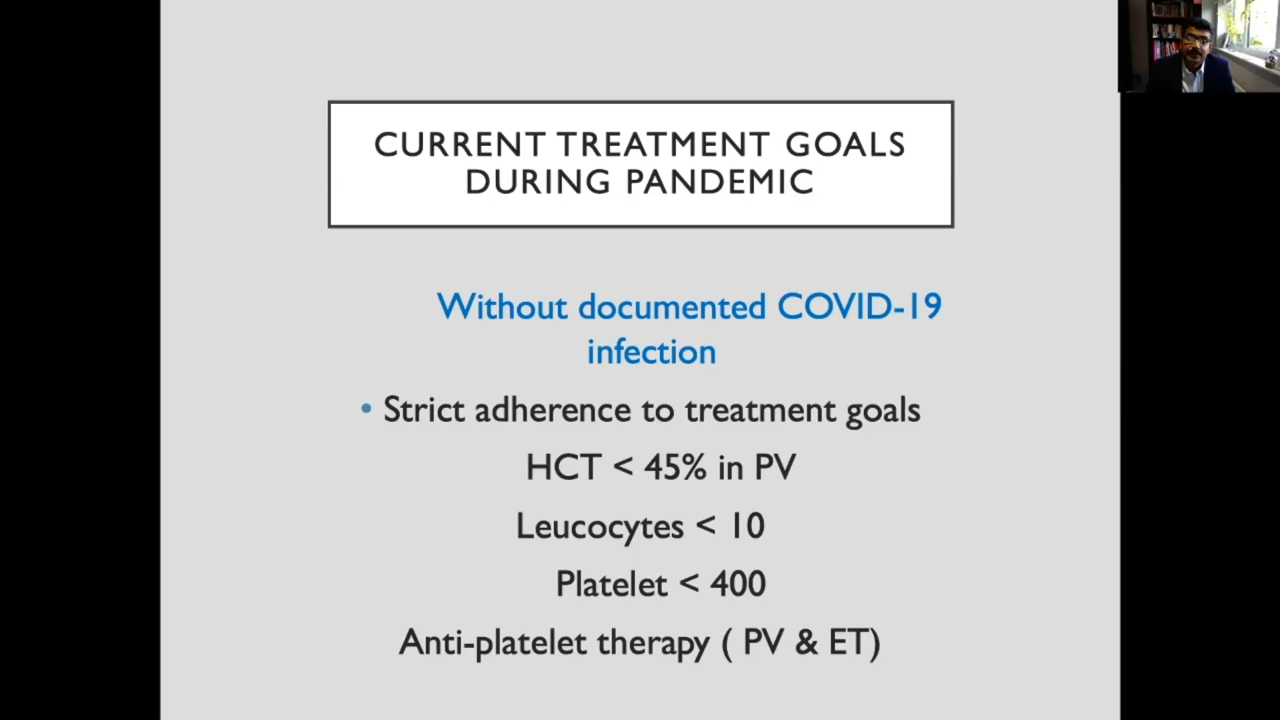 CURRENT TREATMENT GOALS
DURING PANDEMIC
Without documented COVID-19
infection
• Strict adherence to treatment goals
HCT < 45% in PV
Leucocytes < 10
Platelet < 400
Anti-platelet therapy ( PV & ET)